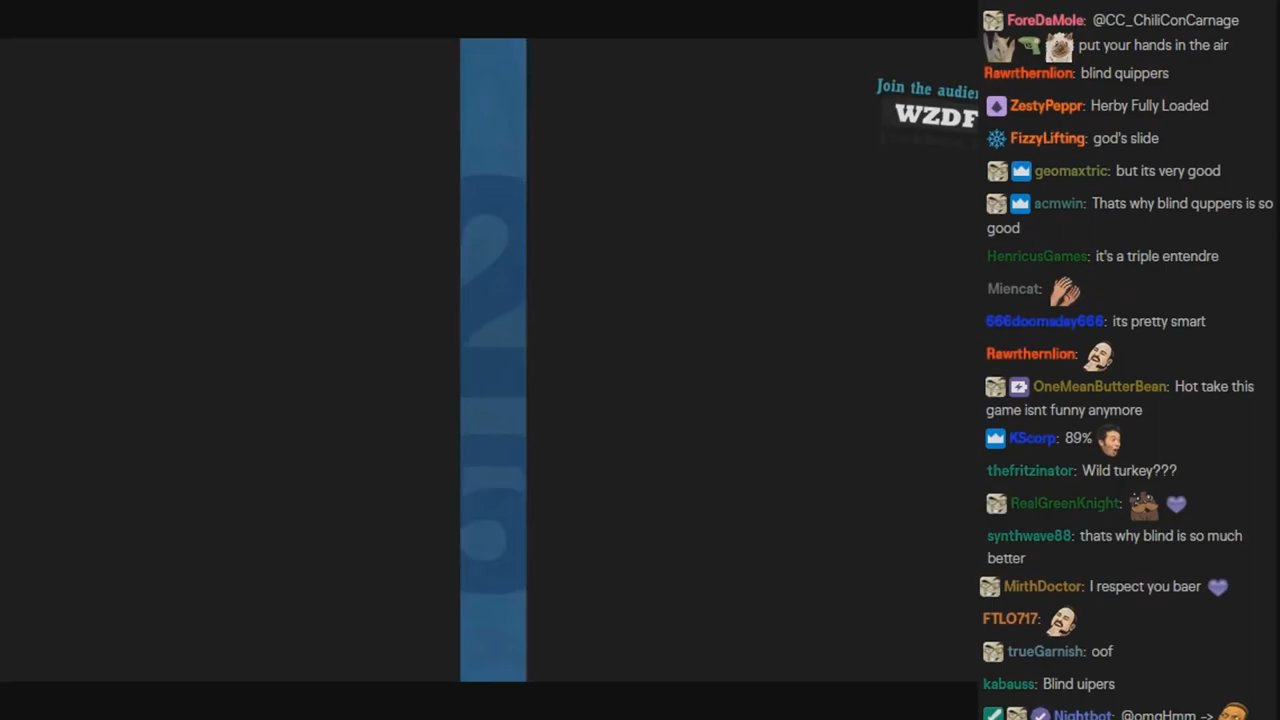 Join the audien
WZDF
ForeDaMole: @CC_ChiliConCarnage
put your hands in the air
Rawrthernlion: blind quippers
ZestyPeppr: Herby Fully Loaded
FizzyLifting: god's slide
geomaxtric: but its very good
acmwin: Thats why blind quppers is so
good
HenricusGames: it's a triple entendre
Miencat:
666doomsday666: its pretty smart
Rawrthernlion:
OneMeanButterBean: Hot take this
game isnt funny anymore
KScorp: 89%
thefritzinator: Wild turkey???
RealGreenKnight:
synthwave88: thats why blind is so much
better
MirthDoctor: I respect you baer
FTLO717:
trueGarnish: oof
kabauss: Blind uipers
Nightbot: @omgHmm ->